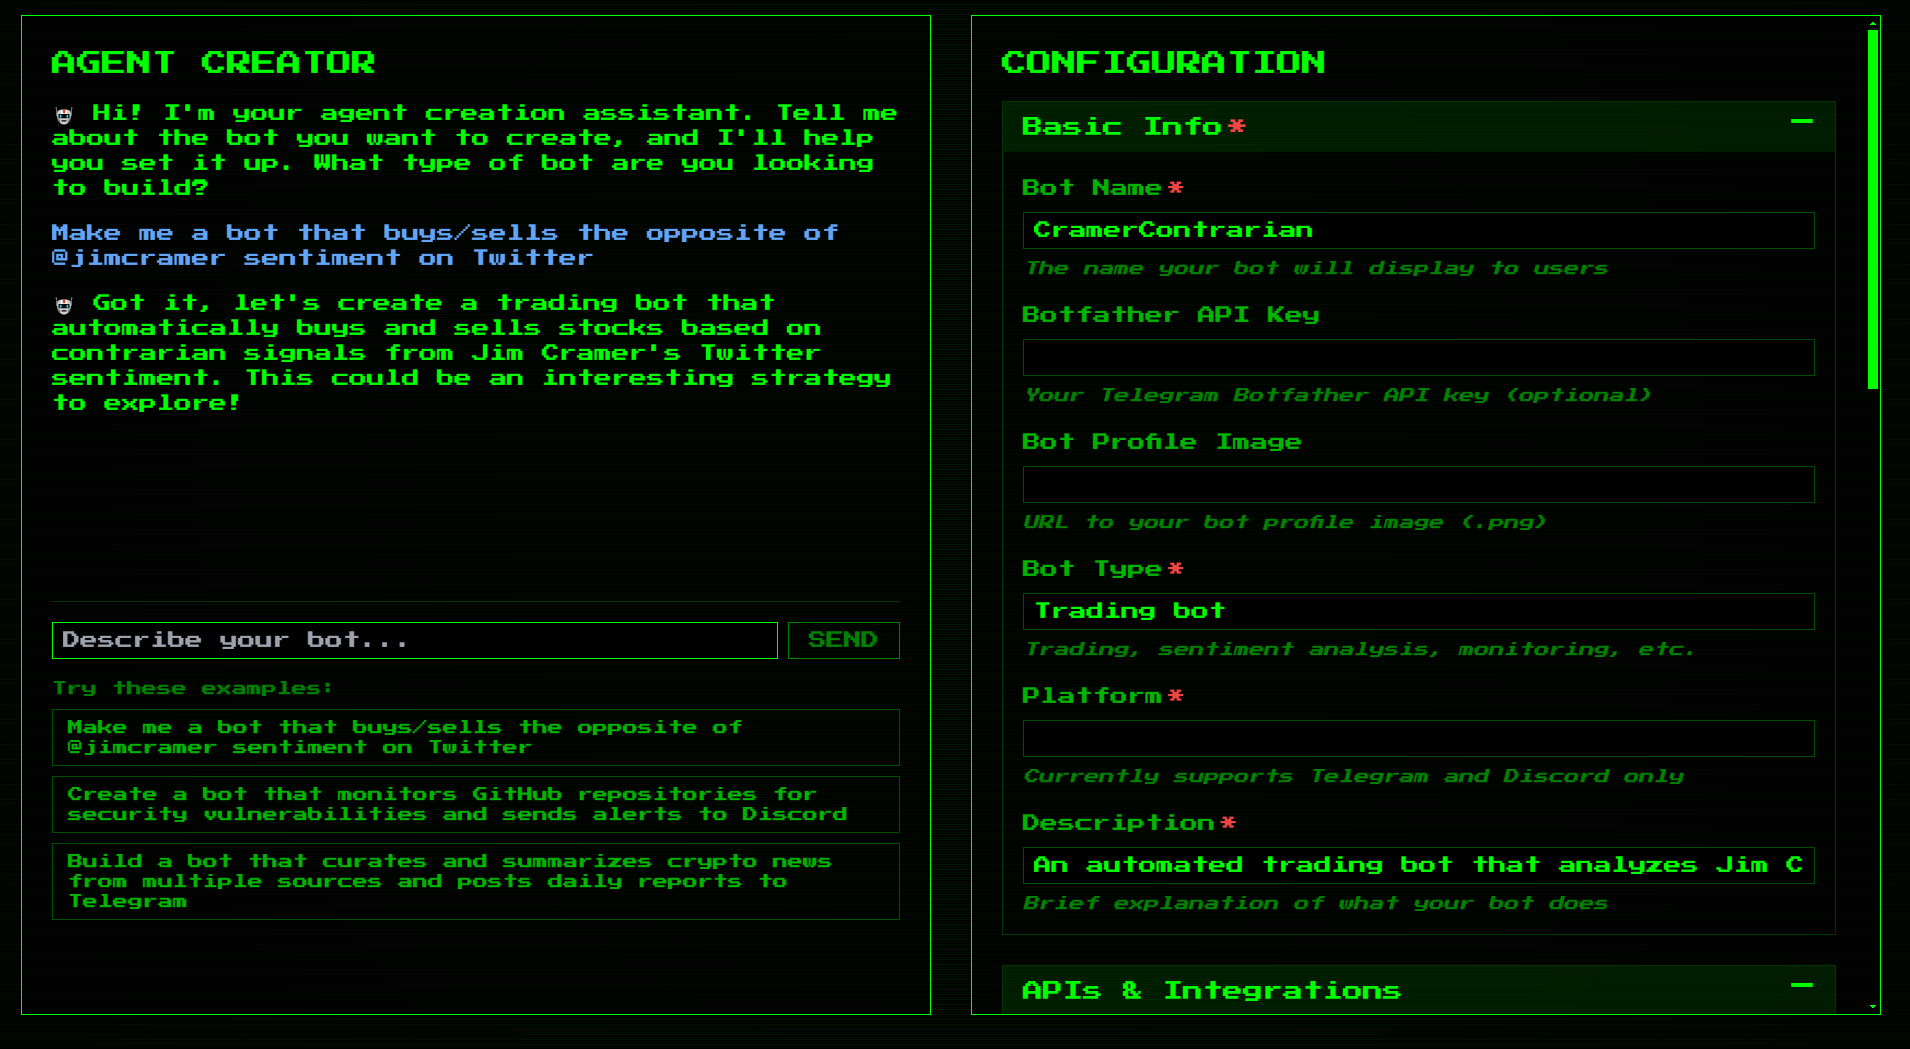 AGENT CREATOR
Hi! I'm your agent creation assistant. Tell me
about the bot you want to create, and I'll help
you set it up. What type of bot are you looking
to build?
Make me a bot that buys/sells the opposite of
@jimcramer sentiment on Twitter
Got it, let's create a trading bot that
automatically buys and sells stocks based on
contrarian signals from Jim Cramer's Twitter
sentiment. This could be an interesting strategy
to explore!
Describe your bot...
SEND
Try these examples:
Make me a bot that buys/sells the opposite of
@jimcramer sentiment on Twitter
Create a bot that monitors GitHub repositories for
security vulnerabilities and sends alerts to Discord
Build a bot that curates and summarizes crypto news
from multiple sources and posts daily reports to
Telegram
CONFIGURATION
Basic Info*
Bot Name*
CramerContrarian
The name your bot will display to users
Botfather API Key
Your Telegram Botfather API key (optional)
Bot Profile Image
URL to your bot profile image (.png)
Bot Type*
Trading bot
Trading, sentiment analysis, monitoring, etc.
Platform*
Currently supports Telegram and Discord only
Description*
An automated trading bot that analyzes Jim C
Brief explanation of what your bot does
APIs & Integrations